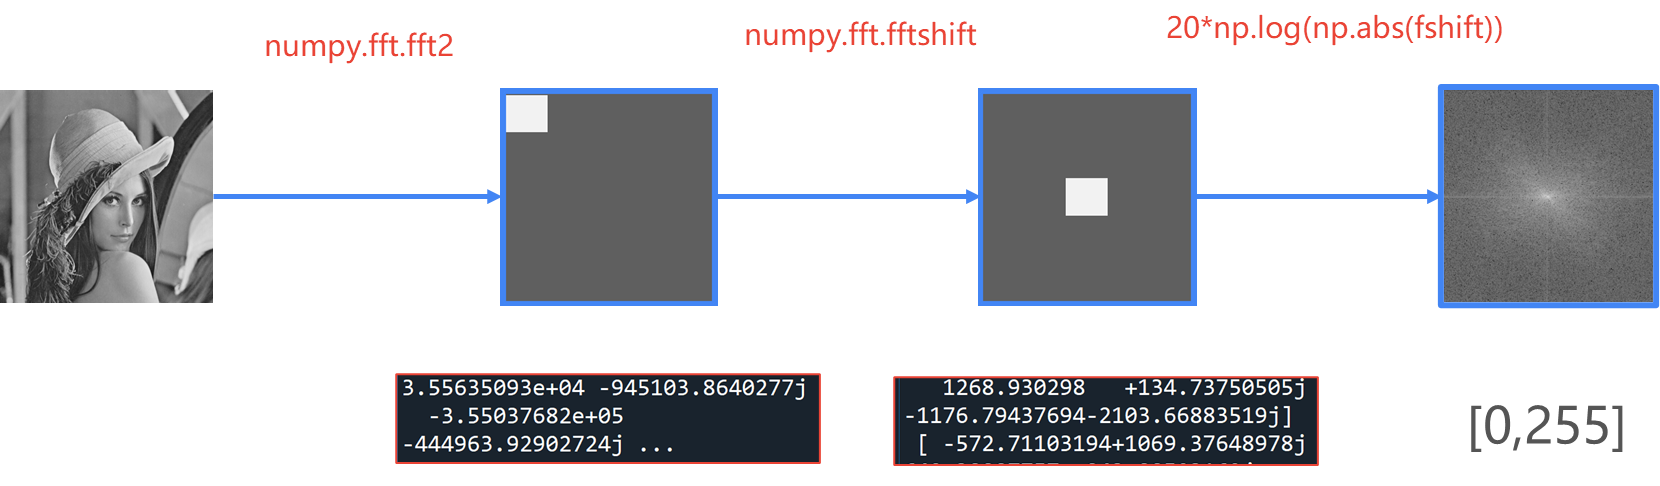 numpy.fft.fft2
numpy.fft.fftshift
20*np.log(np.abs(fshift))
3.55635093e+04 -945103.8640277j
-3.55037682e+05
-444963.92902724j ...
1268.930298 +134.73750505j
-1176.79437694-2103.66883519j]
[ -572.71103194+1069.37648978j
[0,255]